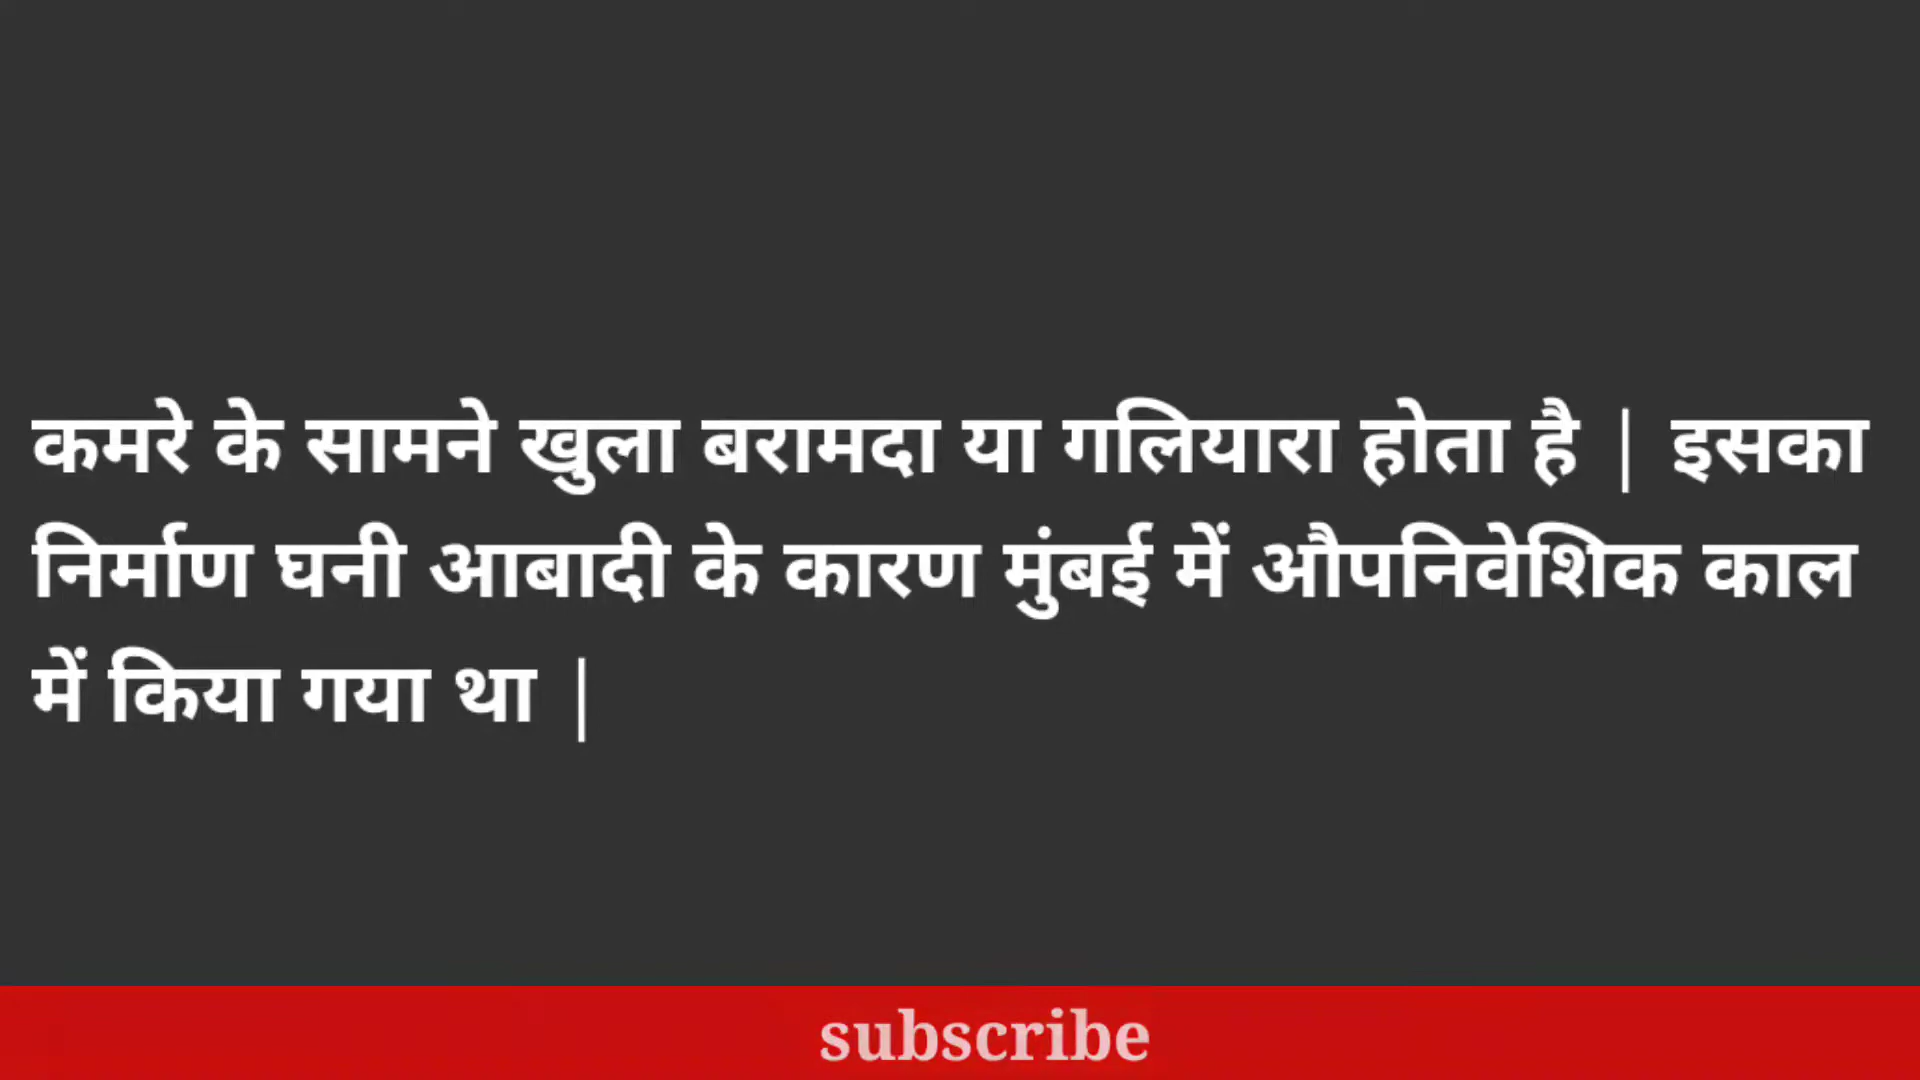 कमरे के सामने खुला बरामदा या गलियारा होता है | इसका
निर्माण घनी आबादी के कारण मुंबई में औपनिवेशिक काल
में किया गया था |
subscribe